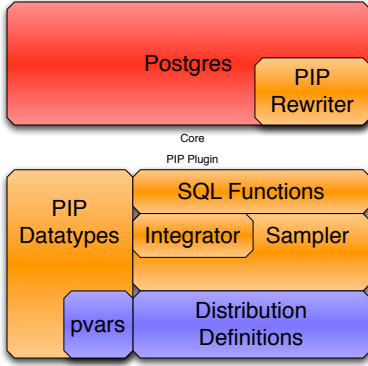 Postgres
PIP
Rewriter
Core
PIP Plugin
PIP
Datatypes
SQL Functions
Integrator
Sampler
pvars
Distribution
Definitions